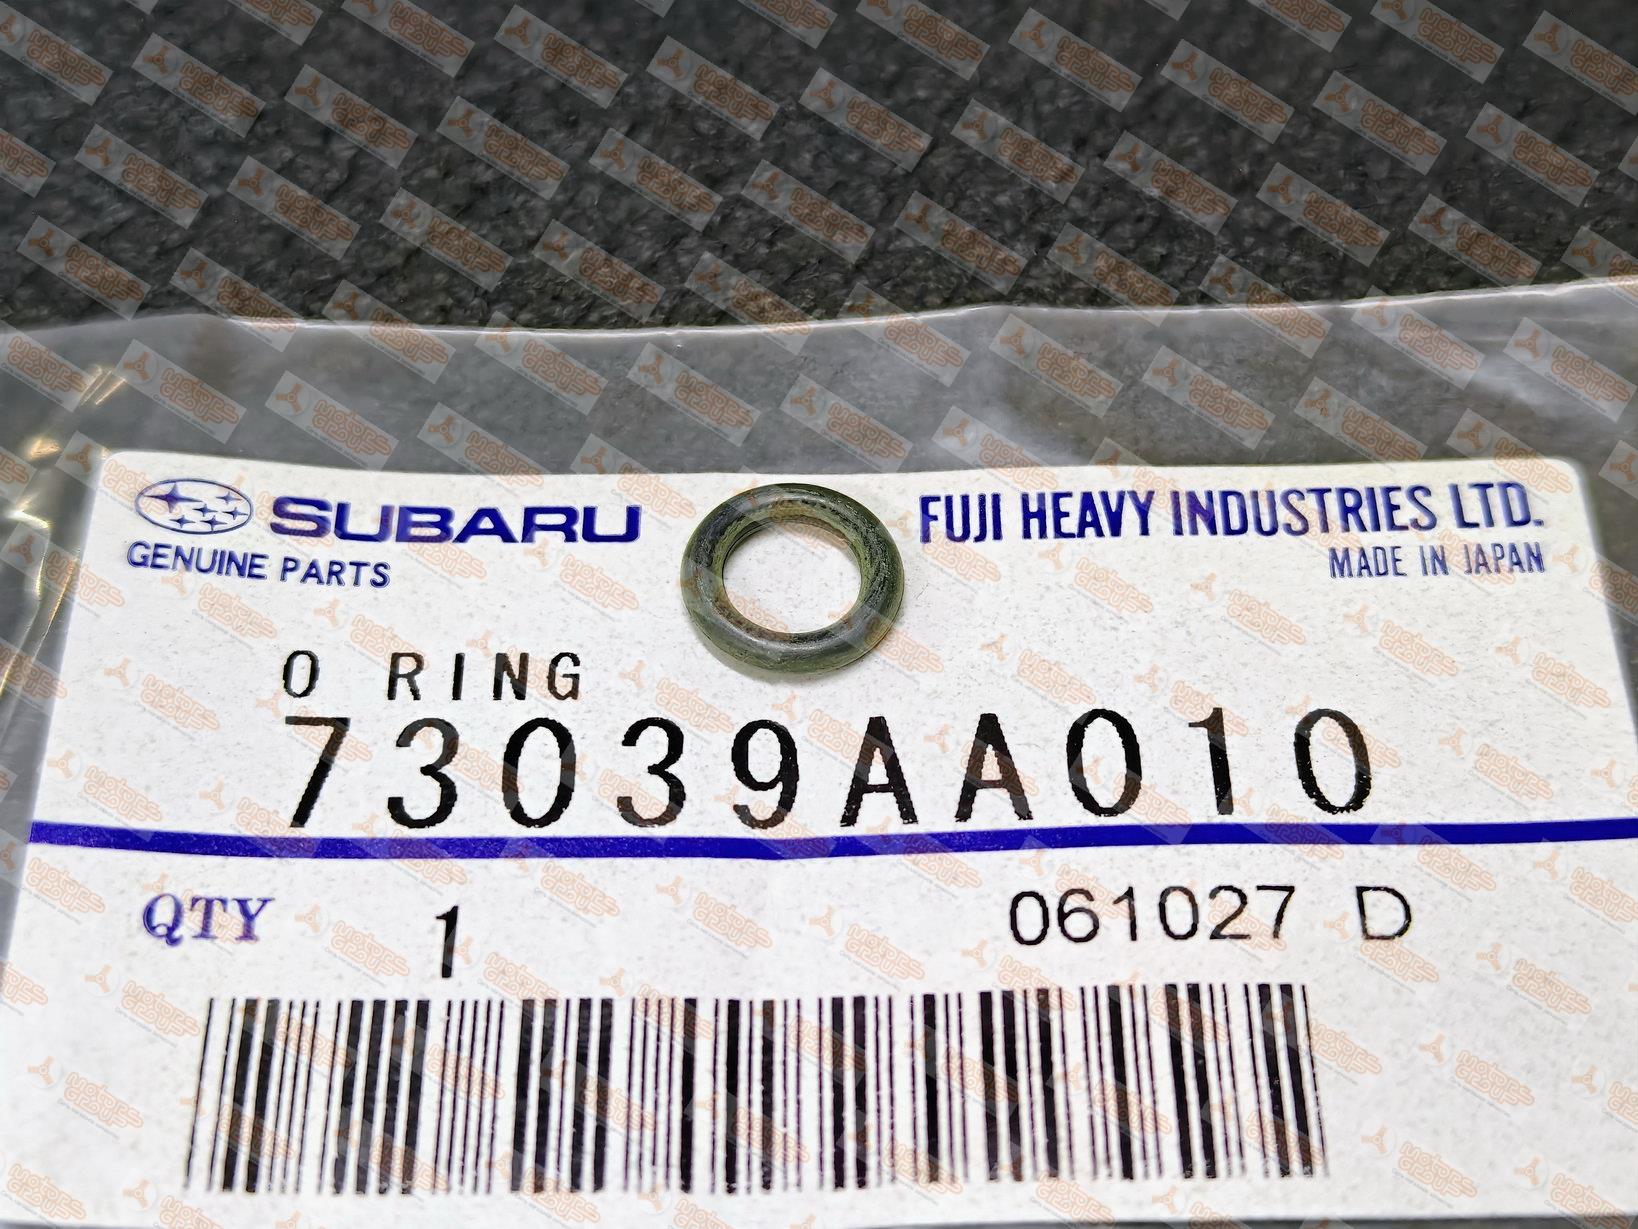 SUBARU
FUJI HEAVY INDUSTRIES LTD.
GENUINE PARTS
MADE IN JAPAN
O RING
73039AA010
QTY 1
061027 D